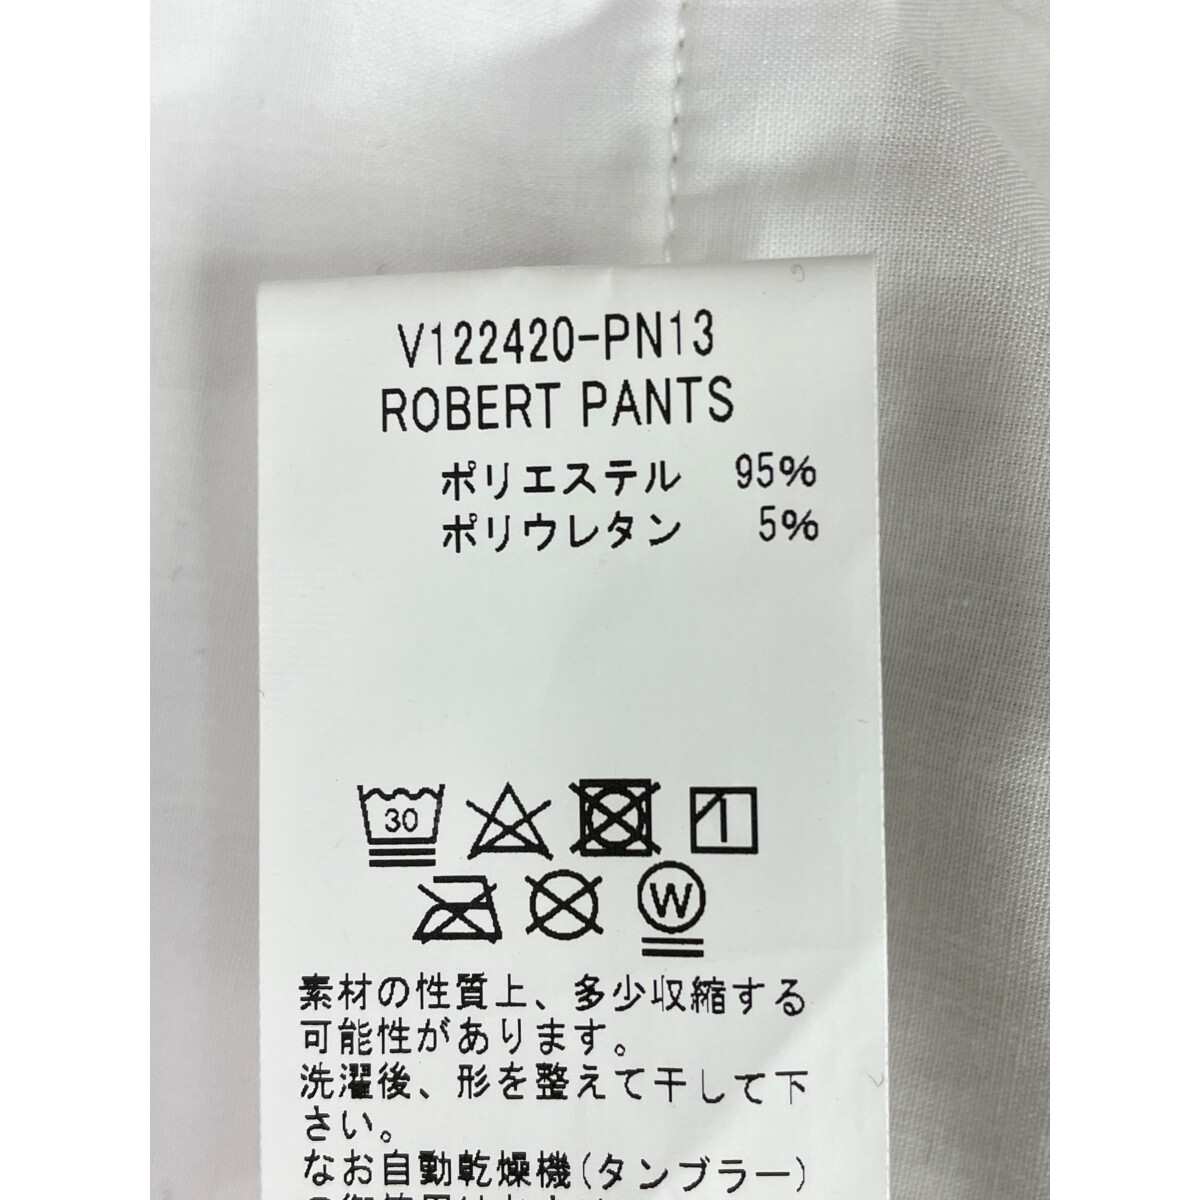 V122420-PN13
ROBERT PANTS
ポリエステル 95%
ポリウレタン 5%
30
W
素材の性質上、多少収縮する
可能性があります。
洗濯後、形を整えて干して下
さい。
なお自動乾燥機(タンブラー)